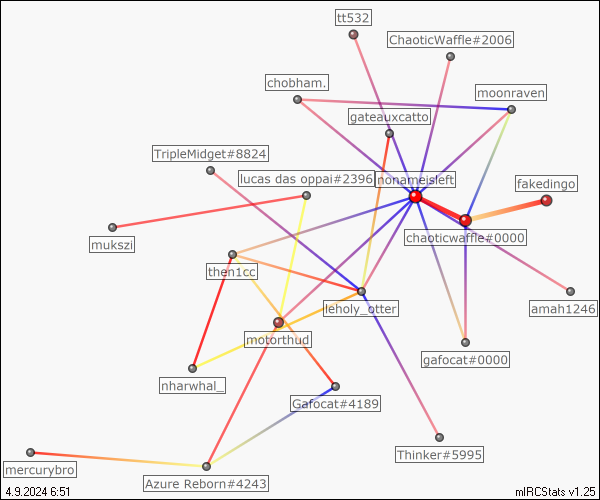 tt532
ChaoticWaffle#2006
chobham.
moonraven
gateauxcatto
TripleMidget#8824
lucas das oppai#2396
nonameisleft
fakedingo
mukszi
chaoticwaffle#0000
then1cc
leholy_otter
amah1246
motorthud
gafocat#0000
nharwhal_
Gafocat#4189
Thinker#5995
mercurybro
Azure Reborn#4243
4.9.2024 6:51
mIRCStats v1.25